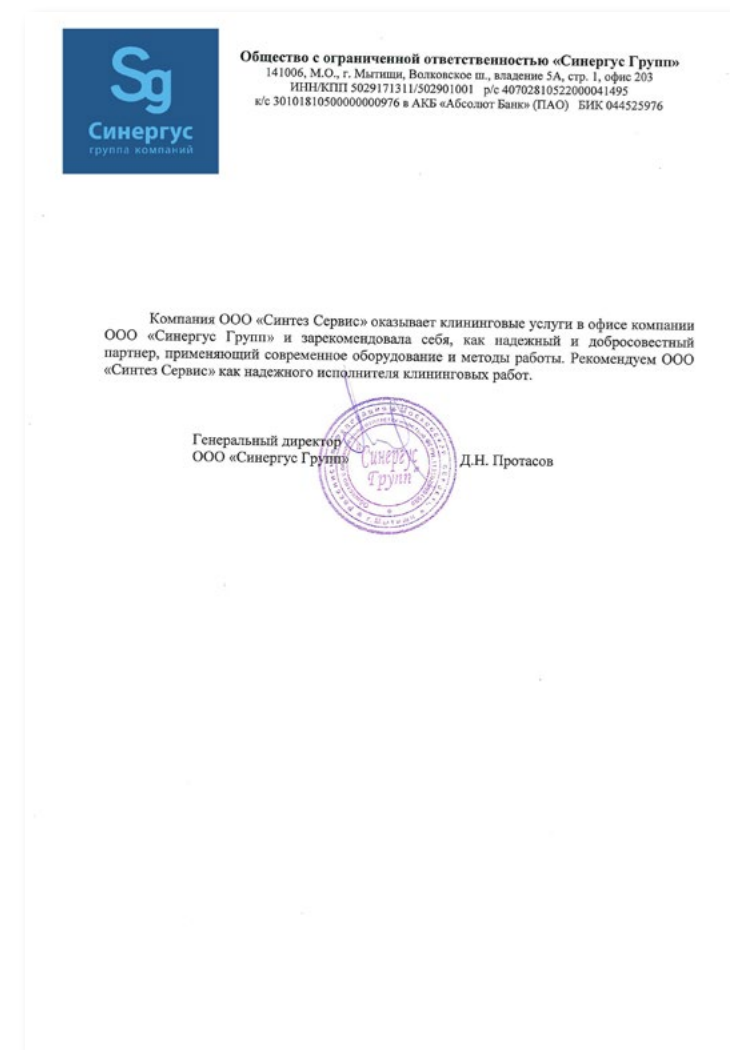 Sg
Синергус
группа компаний
Общество с ограниченной ответственностью «Синергус Групп»
141006, М.О., г. Мытищи, Волковское ш., владение 5А, стр. 1, офис 203
ИНН/КПП 5029171311/502901001 р/с 40702810522000041495
к/с 30101810500000000976 в АКБ «Абсолют Банк» (ПАО) БИК 044525976
Компания ООО «Синтез Сервис» оказывает клининговые услуги в офисе компании
ООО «Синергус Групп» и зарекомендовала себя, как надежный и добросовестный
партнер, применяющий современное оборудование и методы работы. Рекомендуем ООО
«Синтез Сервис» как надежного исполнителя клининговых работ.
Генеральный директор
ООО «Синергус Групп»
Д.Н. Протасов
Синергус
Групп